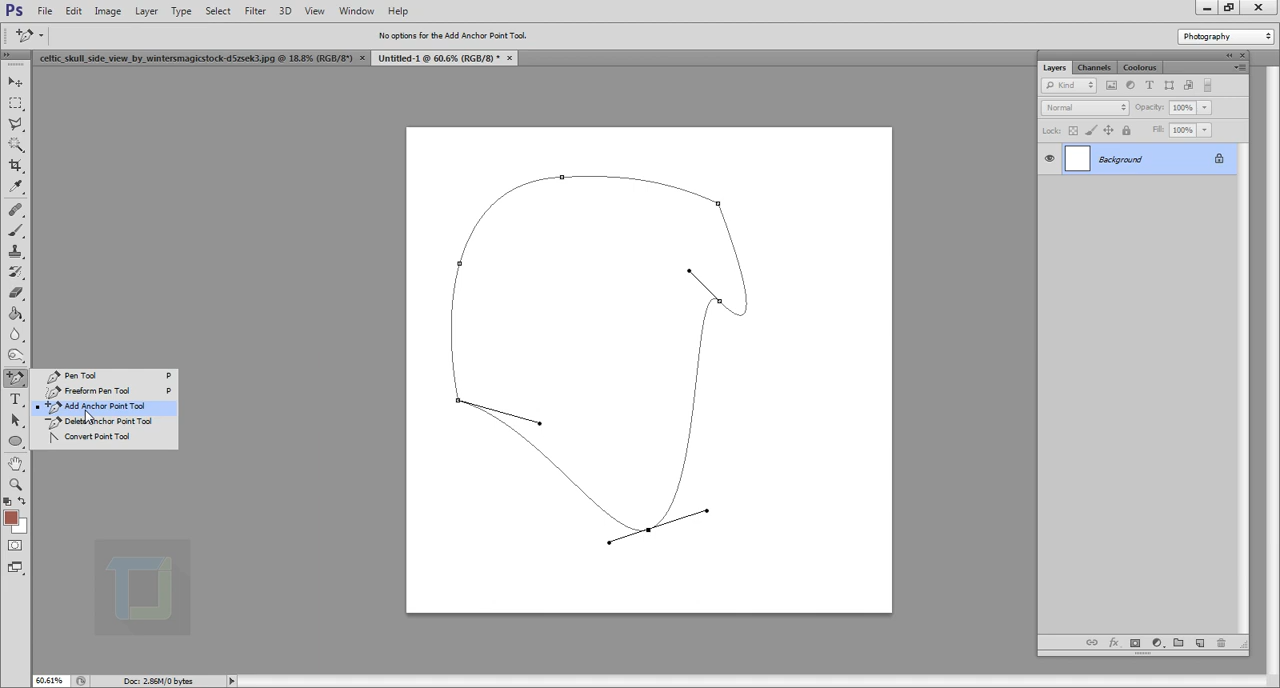 Ps File Edit Image Layer Type Select Filter 3D View Window Help
No options for the Add Anchor Point Tool.
Photography
celtic_skull_side_view_by_wintersmagicstock-d5zsek3.jpg @ 18.8% (RGB/8*) × Untitled-1 @ 60.6% (RGB/8) * ×
Layers Channels Coolorus
Kind
Normal Opacity: 100%
Lock: Fill: 100%
Background
Pen Tool P
Freeform Pen Tool P
Add Anchor Point Tool
Delete Anchor Point Tool
Convert Point Tool
60.61% Doc: 2.86M/0 bytes